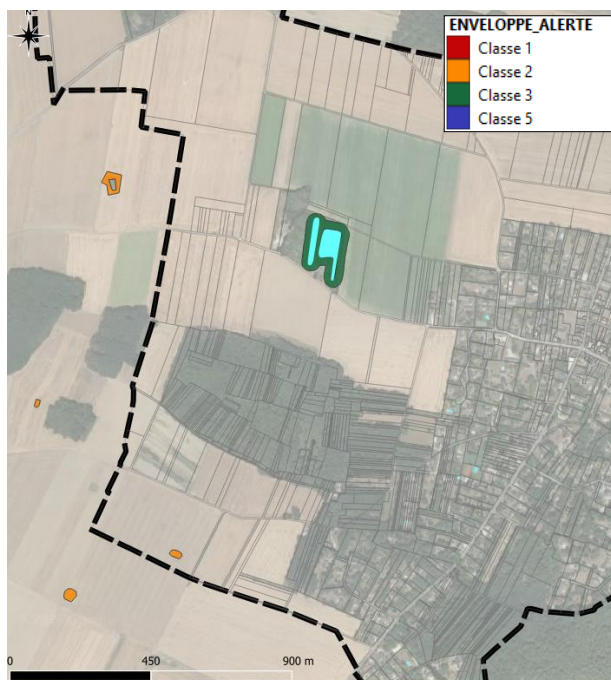 N
ENVELOPPE_ALERTE
Classe 1
Classe 2
Classe 3
Classe 5
0 450 900 m